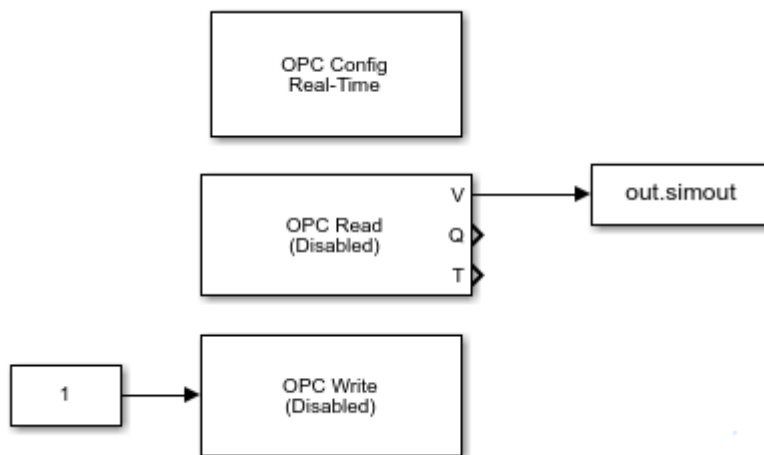 OPC Config
Real-Time
V
out.simout
OPC Read
(Disabled)
Q
T
1
OPC Write
(Disabled)